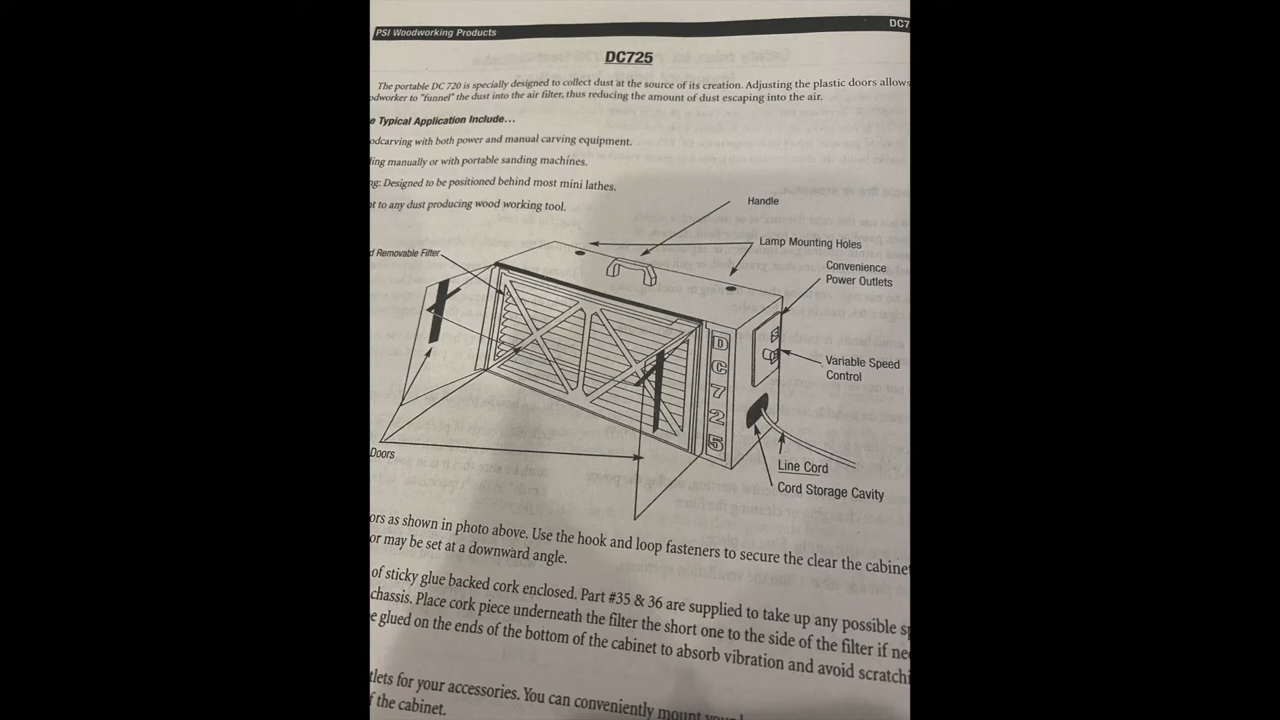 PSI Woodworking Products
DC7
DC725
The portable DC 720 is specially designed to collect dust at the source of its creation. Adjusting the plastic doors allows
odworker to "funnel" the dust into the air filter, thus reducing the amount of dust escaping into the air.
e Typical Application Include...
odcarving with both power and manual carving equipment.
ding manually or with portable sanding machines.
ng: Designed to be positioned behind most mini lathes.
nt to any dust producing wood working tool.
Handle
Lamp Mounting Holes
d Removable Filter
Convenience
Power Outlets
Variable Speed
Control
DC725
Doors
Line Cord
Cord Storage Cavity
ors as shown in photo above. Use the hook and loop fasteners to secure the clear the cabinet
or may be set at a downward angle.
of sticky glue backed cork enclosed. Part #35 & 36 are supplied to take up any possible sp
chassis. Place cork piece underneath the filter the short one to the side of the filter if nee
e glued on the ends of the bottom of the cabinet to absorb vibration and avoid scratchi
tlets for your accessories. You can conveniently mount
f the cabinet.